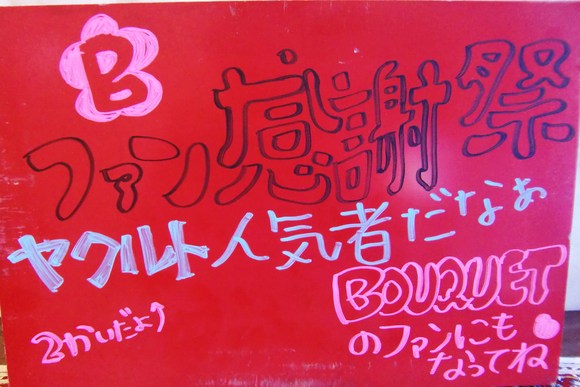 B
ファン感謝祭
ヤクルト人気者だなぁ
BOUQUET
のファンにも
なってね
2かいだよ↑